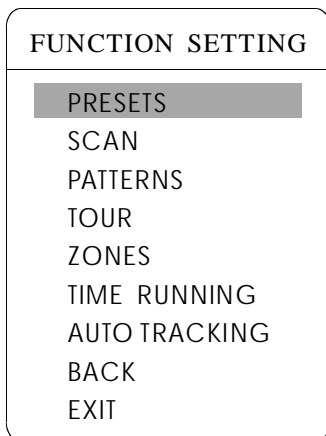 FUNCTION SETTING
PRESETS
SCAN
PATTERNS
TOUR
ZONES
TIME RUNNING
AUTO TRACKING
BACK
EXIT